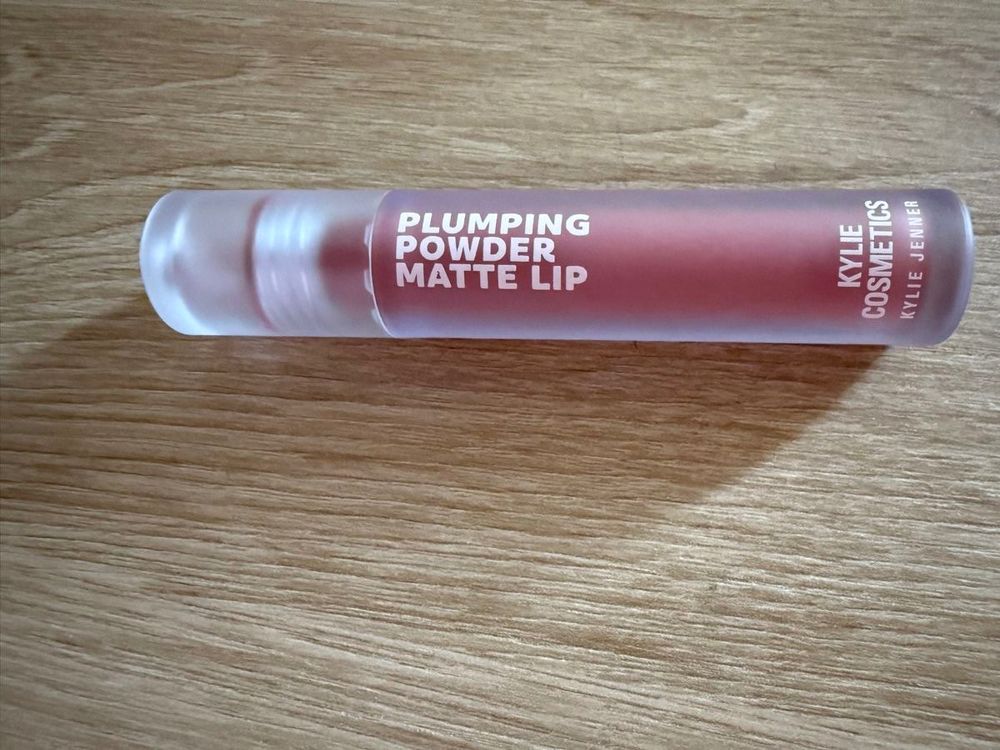 PLUMPING
POWDER
MATTE LIP
KYLIE
COSMETICS
KYLIE JENNER